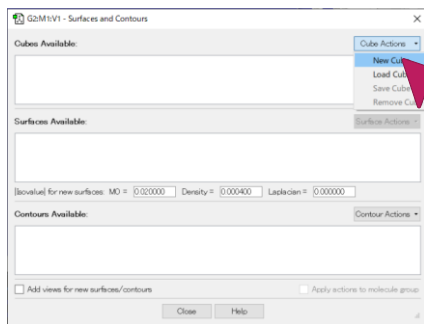 G2:M1:V1 - Surfaces and Contours
Cubes Available:
Cube Actions
New
Load Cub
Save Cube
Remove
Surfaces Available:
Surface Actions
|Isovalue| for new surfaces: MO = 0.020000 Density = 0.000400 Laplacian = 0.000000
Contours Available:
Contour Actions
Add views for new surfaces/contours
Apply actions to molecule group
Close Help